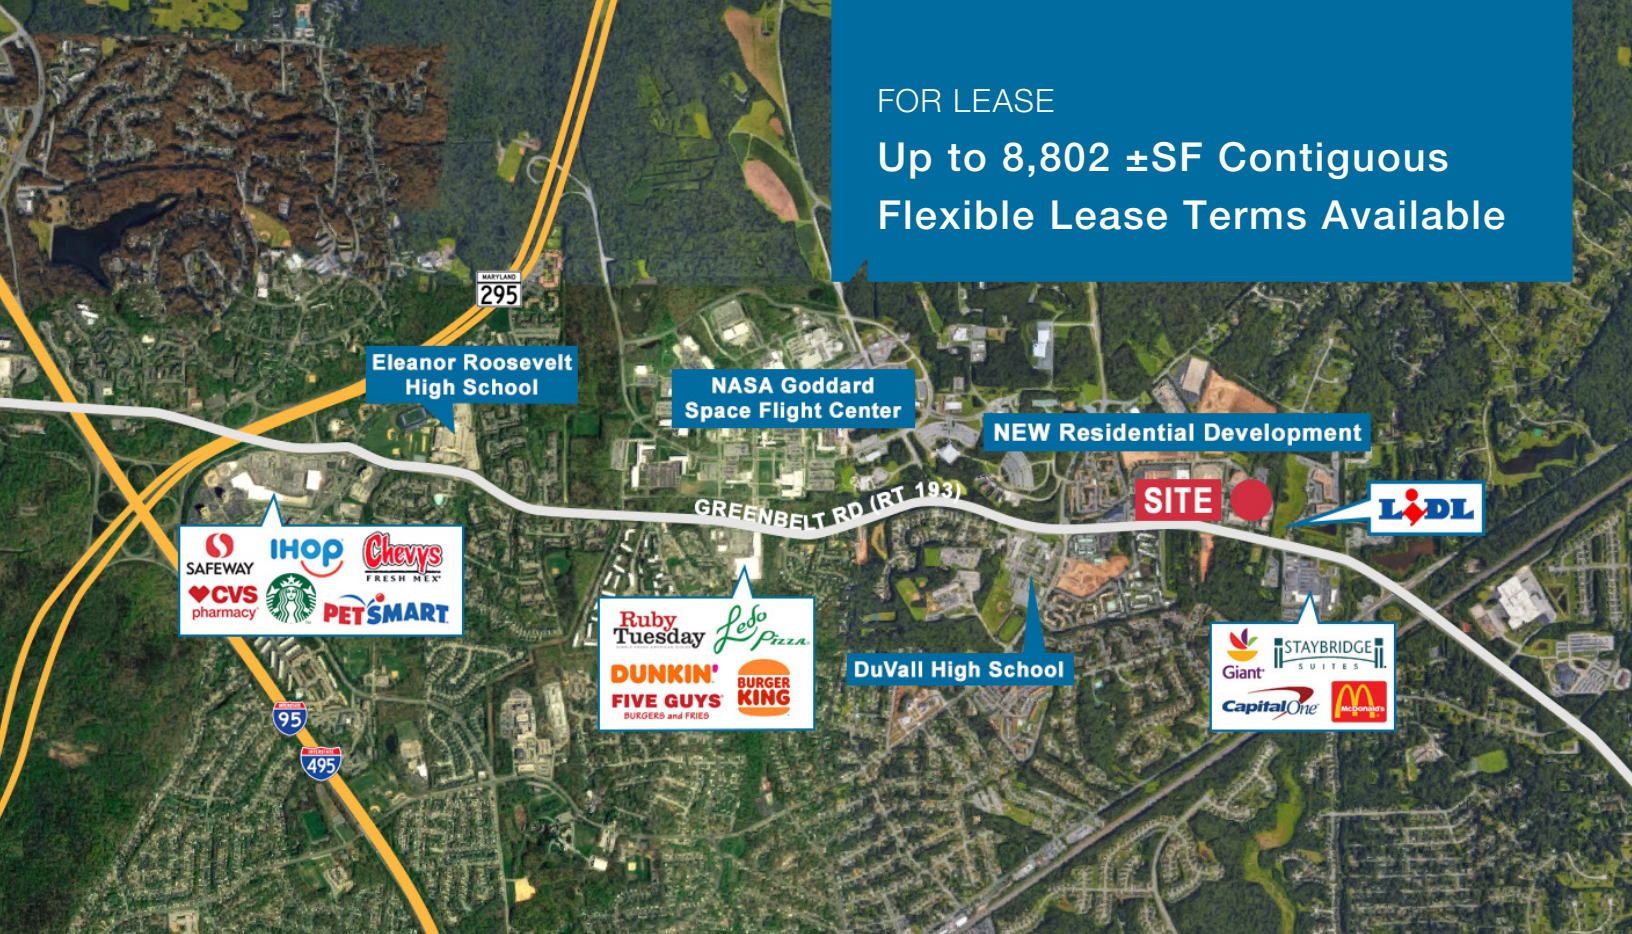 FOR LEASE
Up to 8,802 ±SF Contiguous
Flexible Lease Terms Available
MARYLAND
295
Eleanor Roosevelt
High School
NASA Goddard
Space Flight Center
NEW Residential Development
SITE
LIDL
GREENBELT RD (RT 193)
SAFEWAY
IHOP
Chevys
FRESH MEX
CVS
pharmacy
PETSMART
Ruby
Tuesday
Ledo
Pizza
DUNKIN'
FIVE GUYS
BURGERS and FRIES
BURGER
KING
DuVall High School
Giant
STAYBRIDGE
SUITES
CapitalOne
McDonald's
INTERSTATE
95
INTERSTATE
495